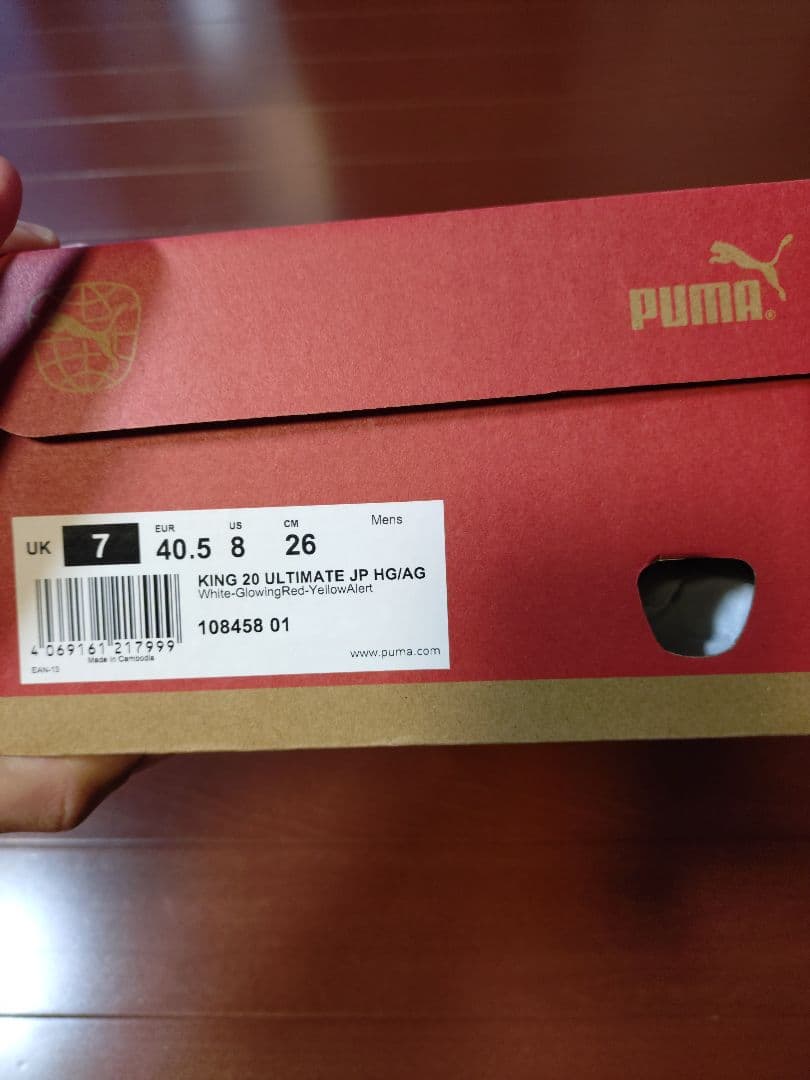 PUMA®
UK 7 EUR 40.5 US 8 CM 26 Mens
KING 20 ULTIMATE JP HG/AG
White-GlowingRed-YellowAlert
108458 01
4 069161 217999
Made in Cambodia
EAN-13
www.puma.com